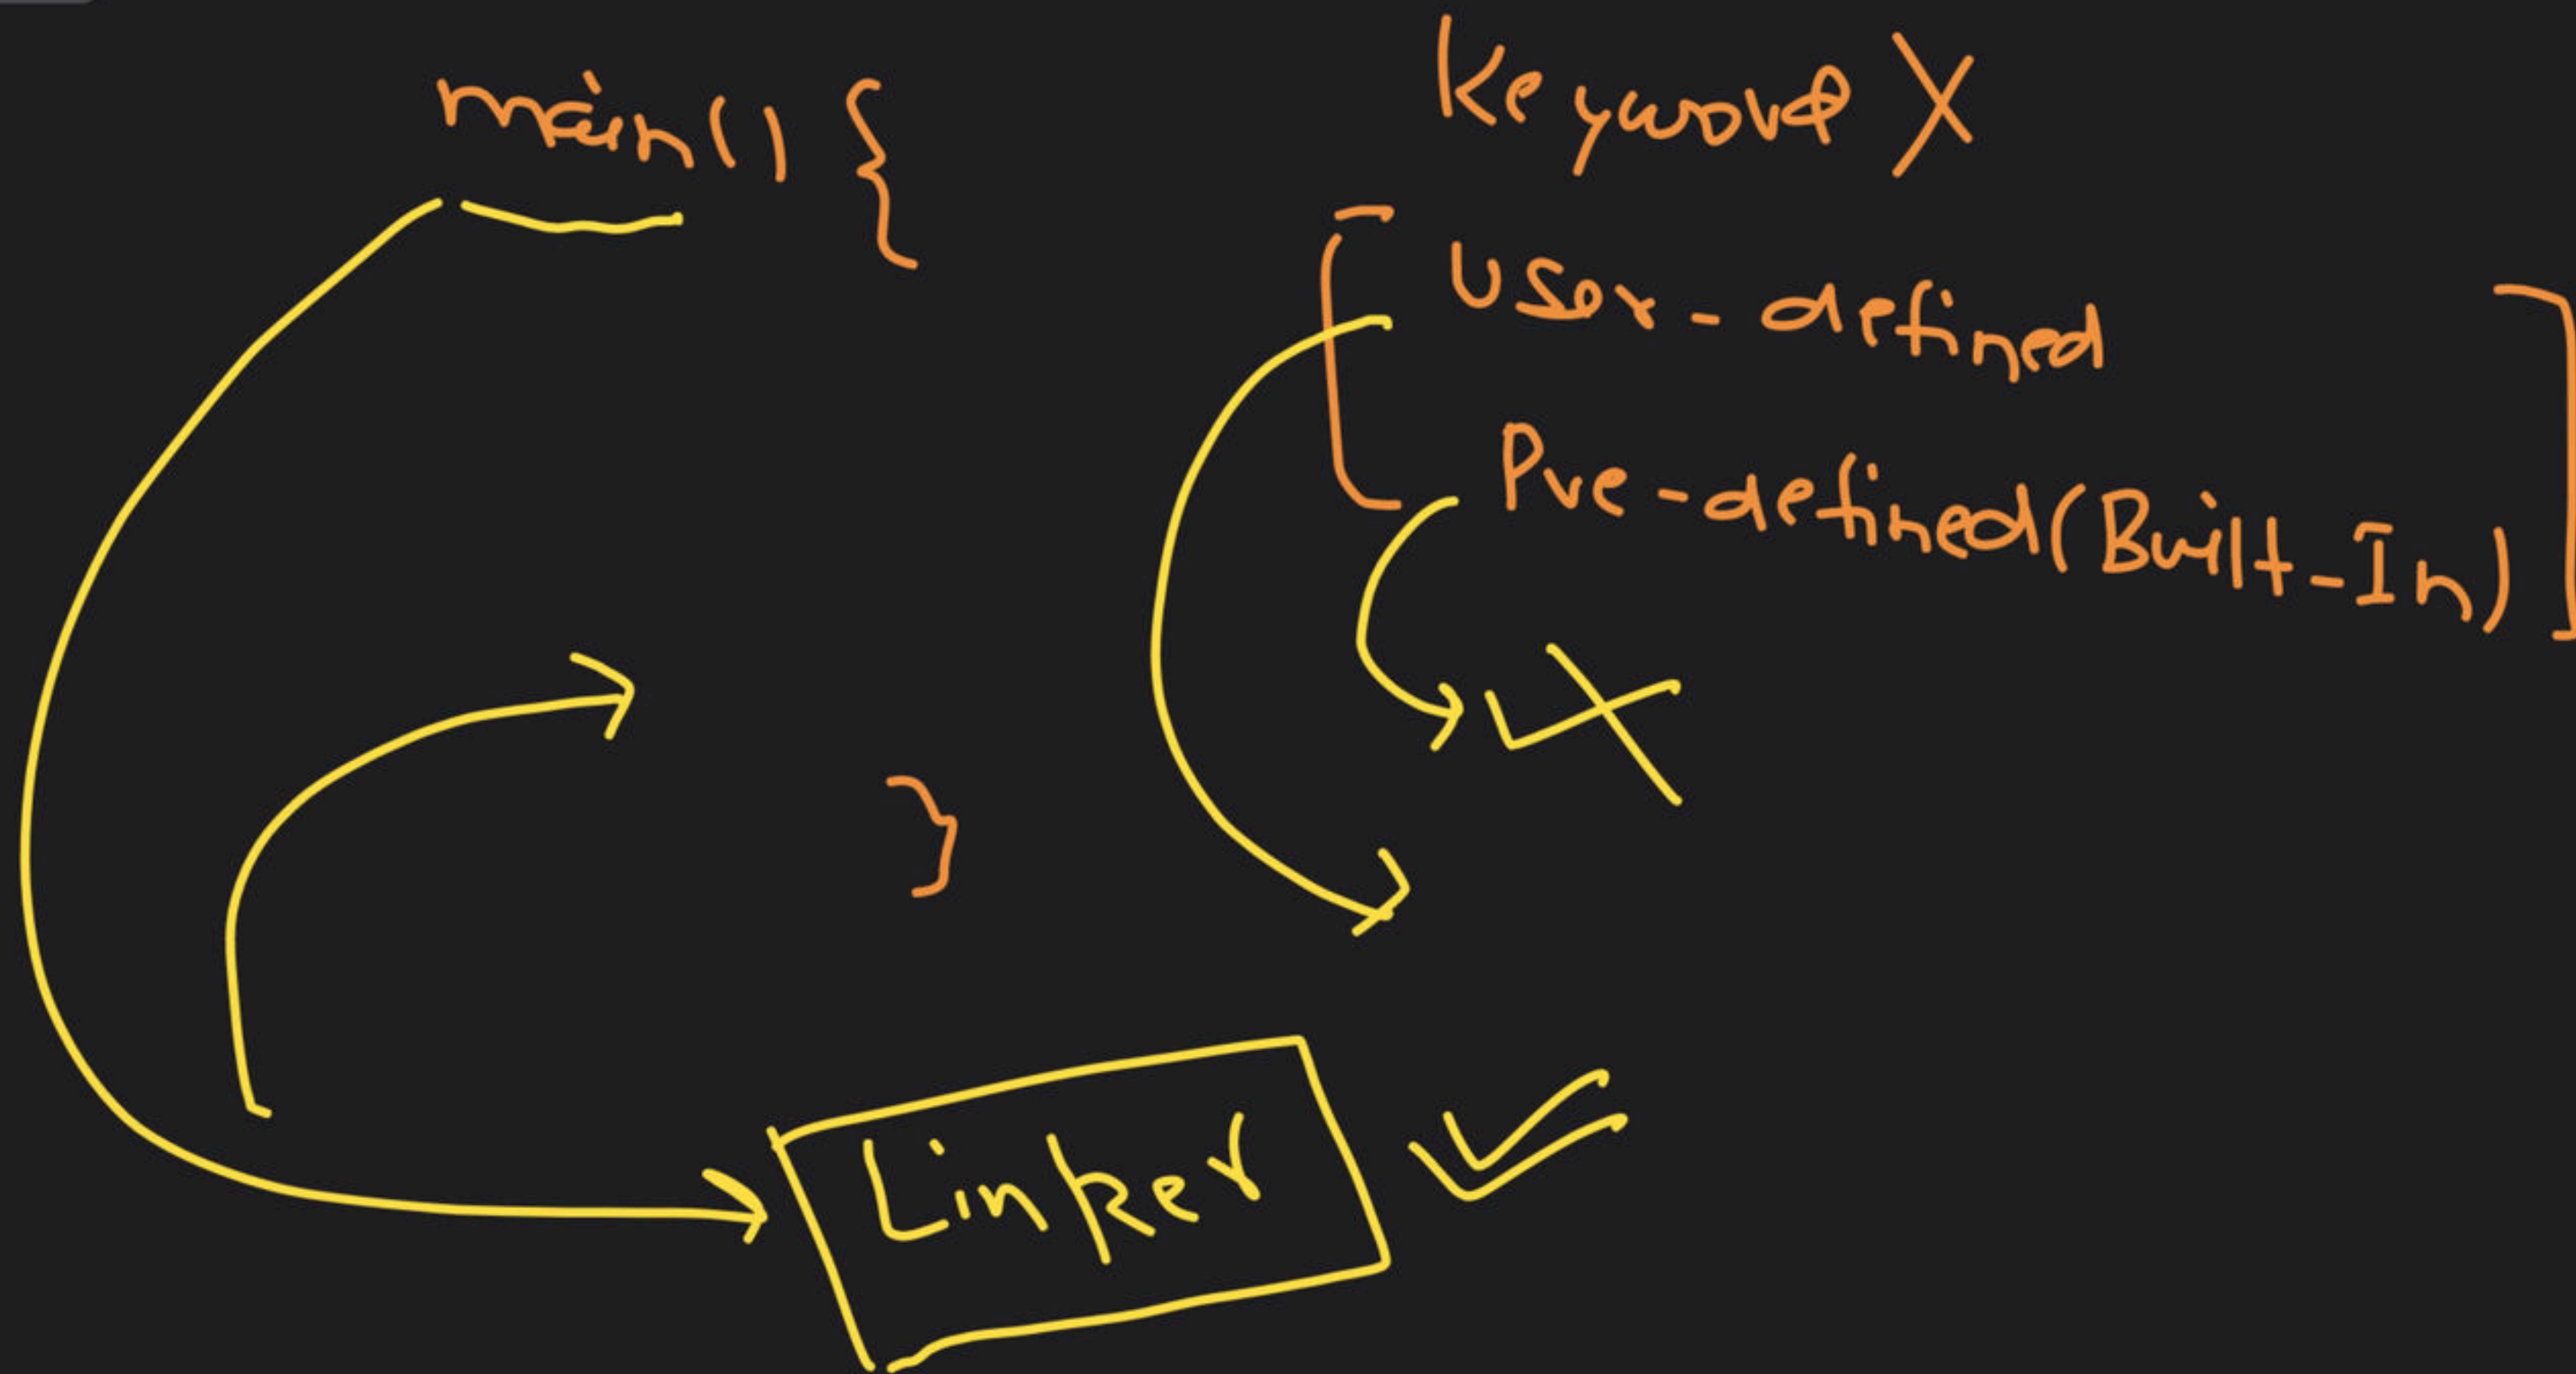 main() {
Keyword X
User-defined
Pre-defined (Built-In)
}
Linker